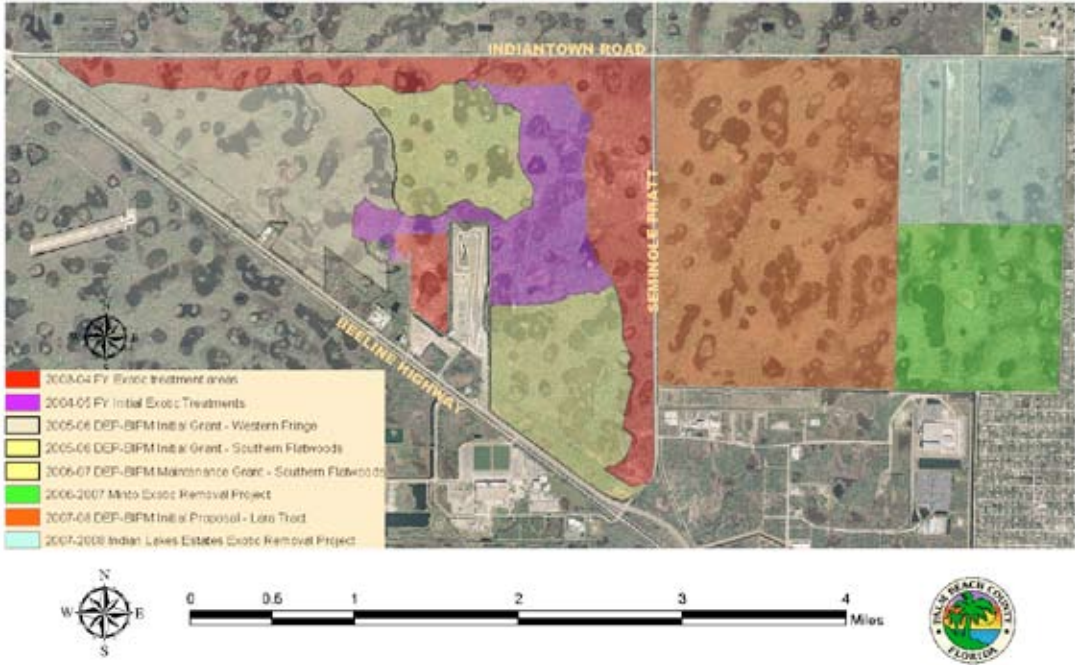 INDIANTOWN ROAD
SEMINOLE PRATT
BEELINE HIGHWAY
2003-04 FY Exotic treatment areas
2004-05 FY Initial Exotic Treatments
2005-06 DEP-BIPM Initial Grant - Western Fringe
2005-06 DEP-BIPM Initial Grant - Southern Flatwoods
2006-07 DEP-BIPM Maintenance Grant - Southern Flatwoods
2006-2007 Minto Exotic Removal Project
2007-08 DEP-BIPM Initial Proposal - Lara Tract
2007-2008 Indian Lakes Estates Exotic Removal Project
N
W E
S
0 0.5 1 2 3 4
Miles
PALM BEACH COUNTY
FLORIDA